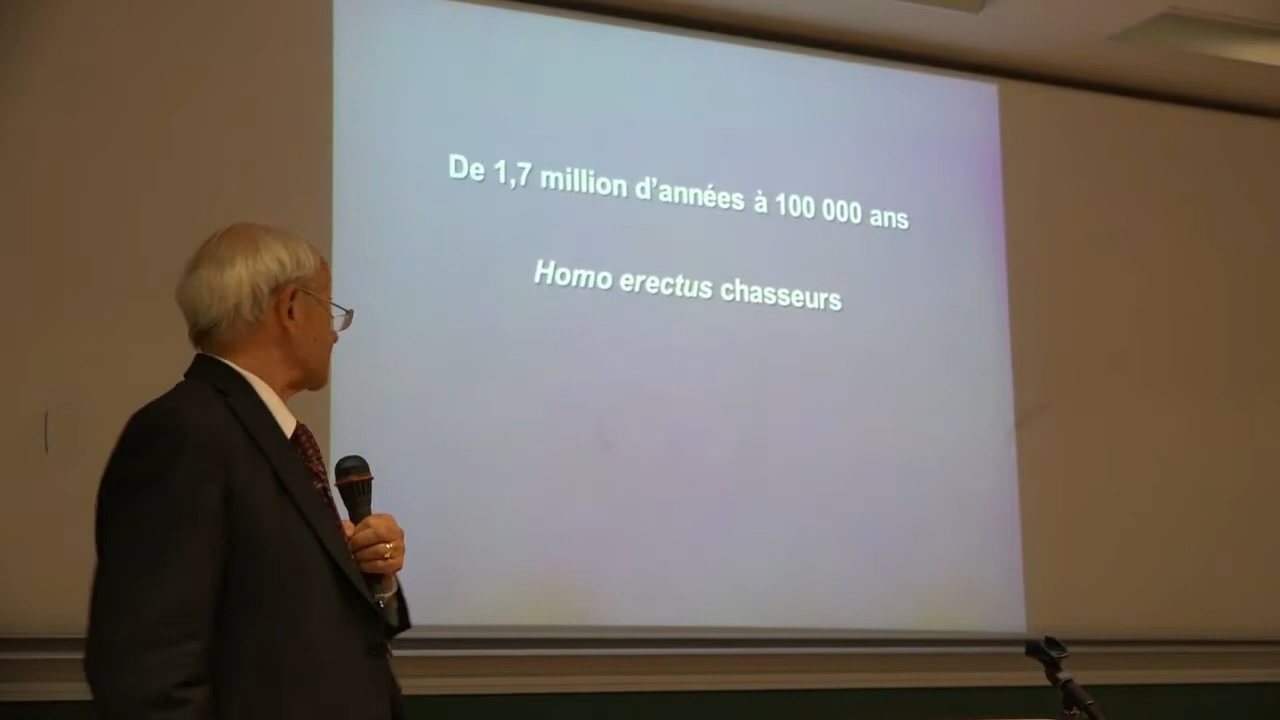 De 1,7 million d’années à 100 000 ans
Homo erectus chasseurs